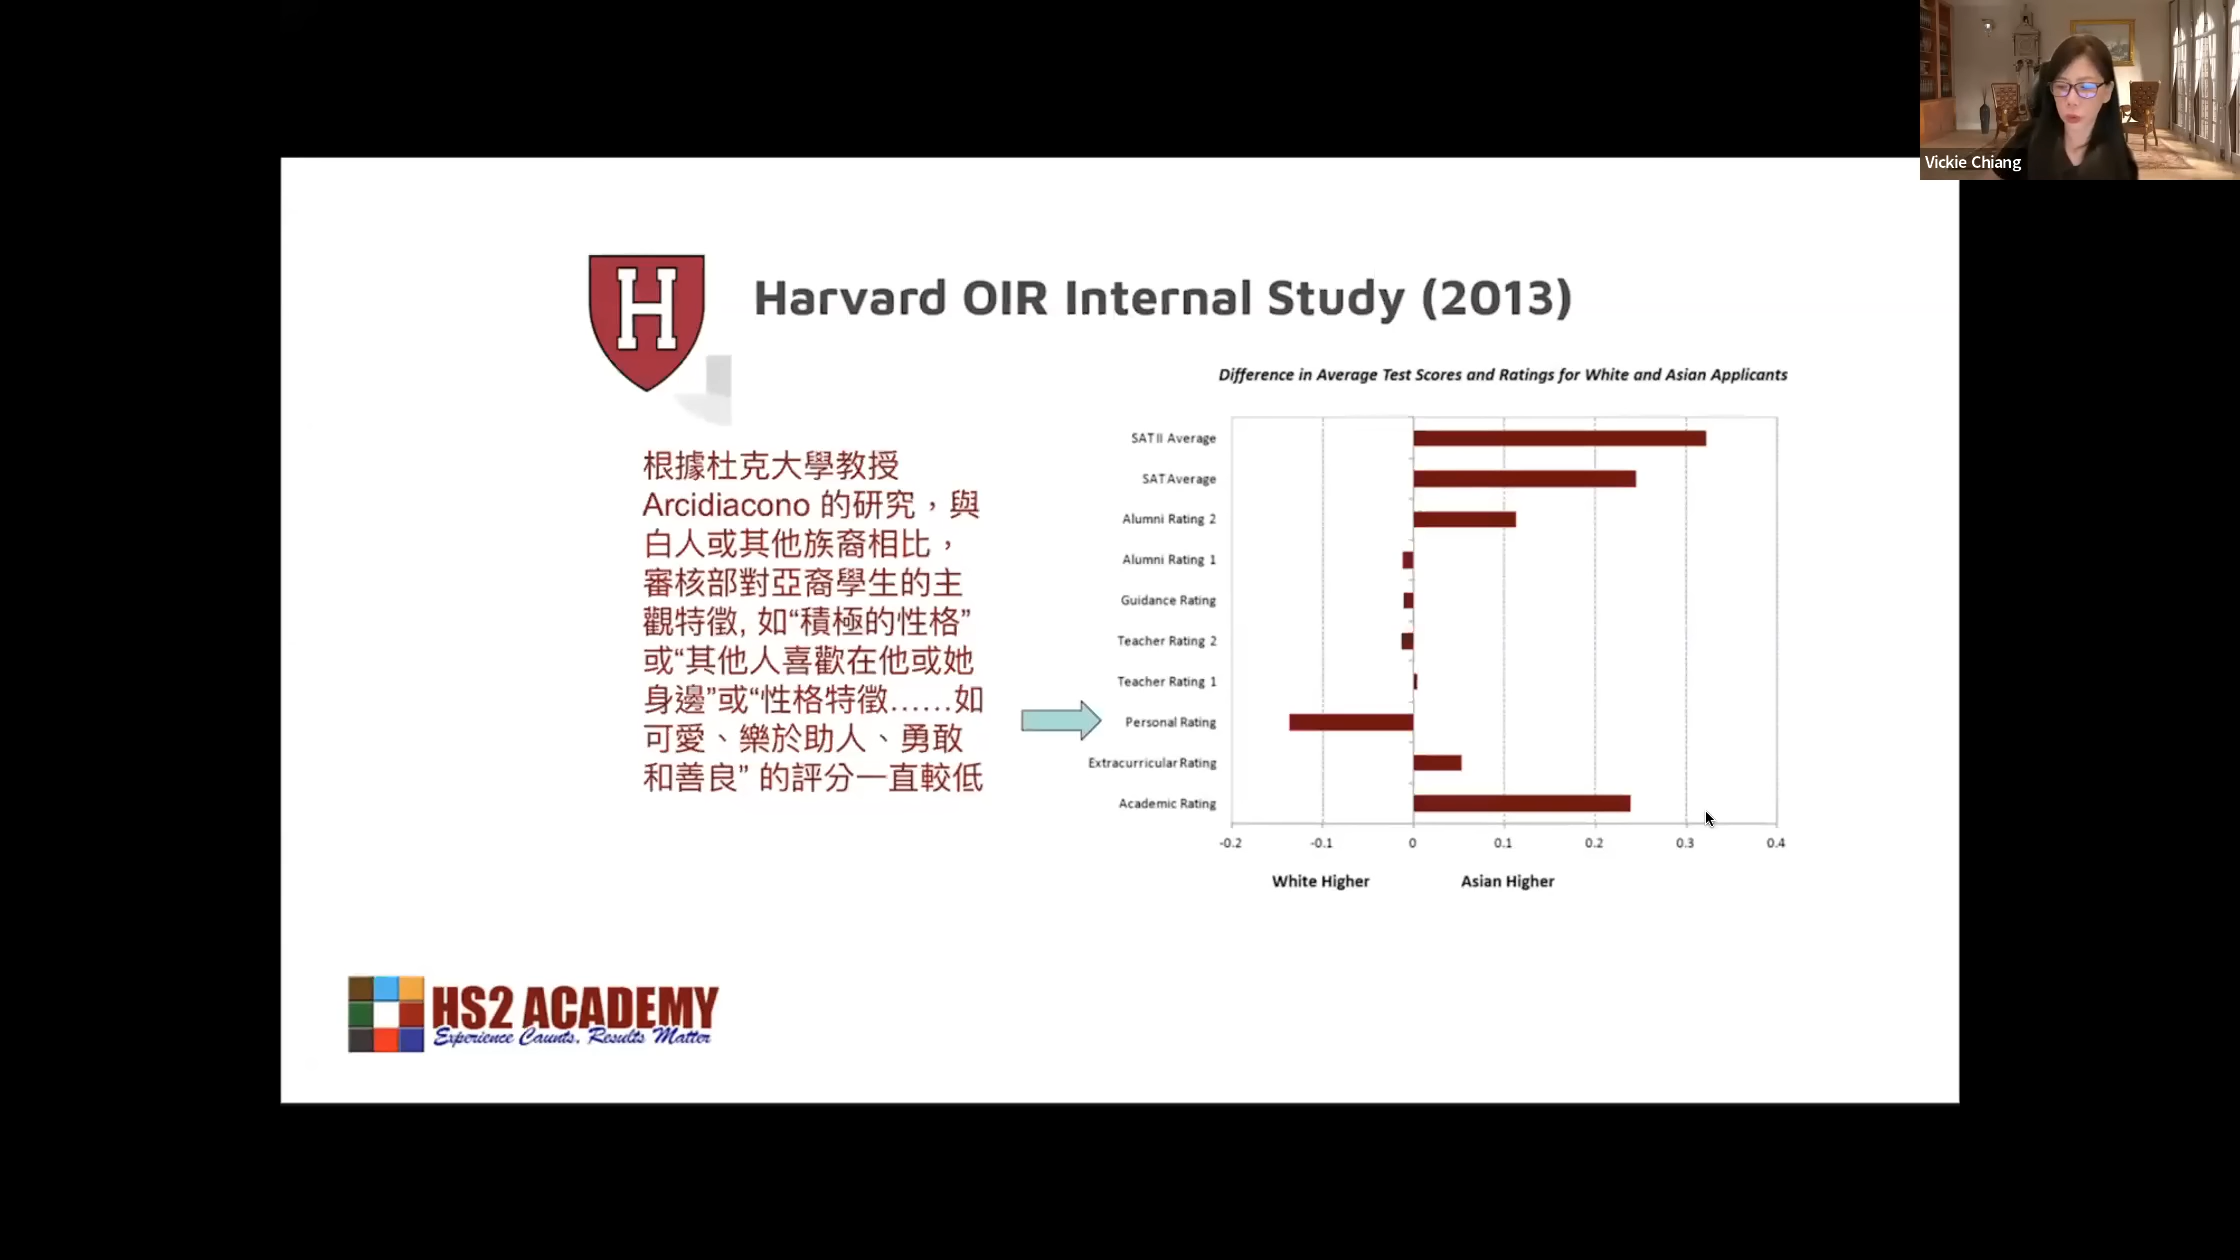 Vickie Chiang
H
Harvard OIR Internal Study (2013)
根據杜克大學教授
Arcidiacono 的研究，與
白人或其他族裔相比，
審核部對亞裔學生的主
觀特徵, 如“積極的性格”
或“其他人喜歡在他或她
身邊”或“性格特徵……如
可愛、樂於助人、勇敢
和善良” 的評分一直較低
Difference in Average Test Scores and Ratings for White and Asian Applicants
SAT II Average
SAT Average
Alumni Rating 2
Alumni Rating 1
Guidance Rating
Teacher Rating 2
Teacher Rating 1
Personal Rating
Extracurricular Rating
Academic Rating
-0.2 -0.1 0 0.1 0.2 0.3 0.4
White Higher Asian Higher
HS2 ACADEMY
Experience Counts, Results Matter